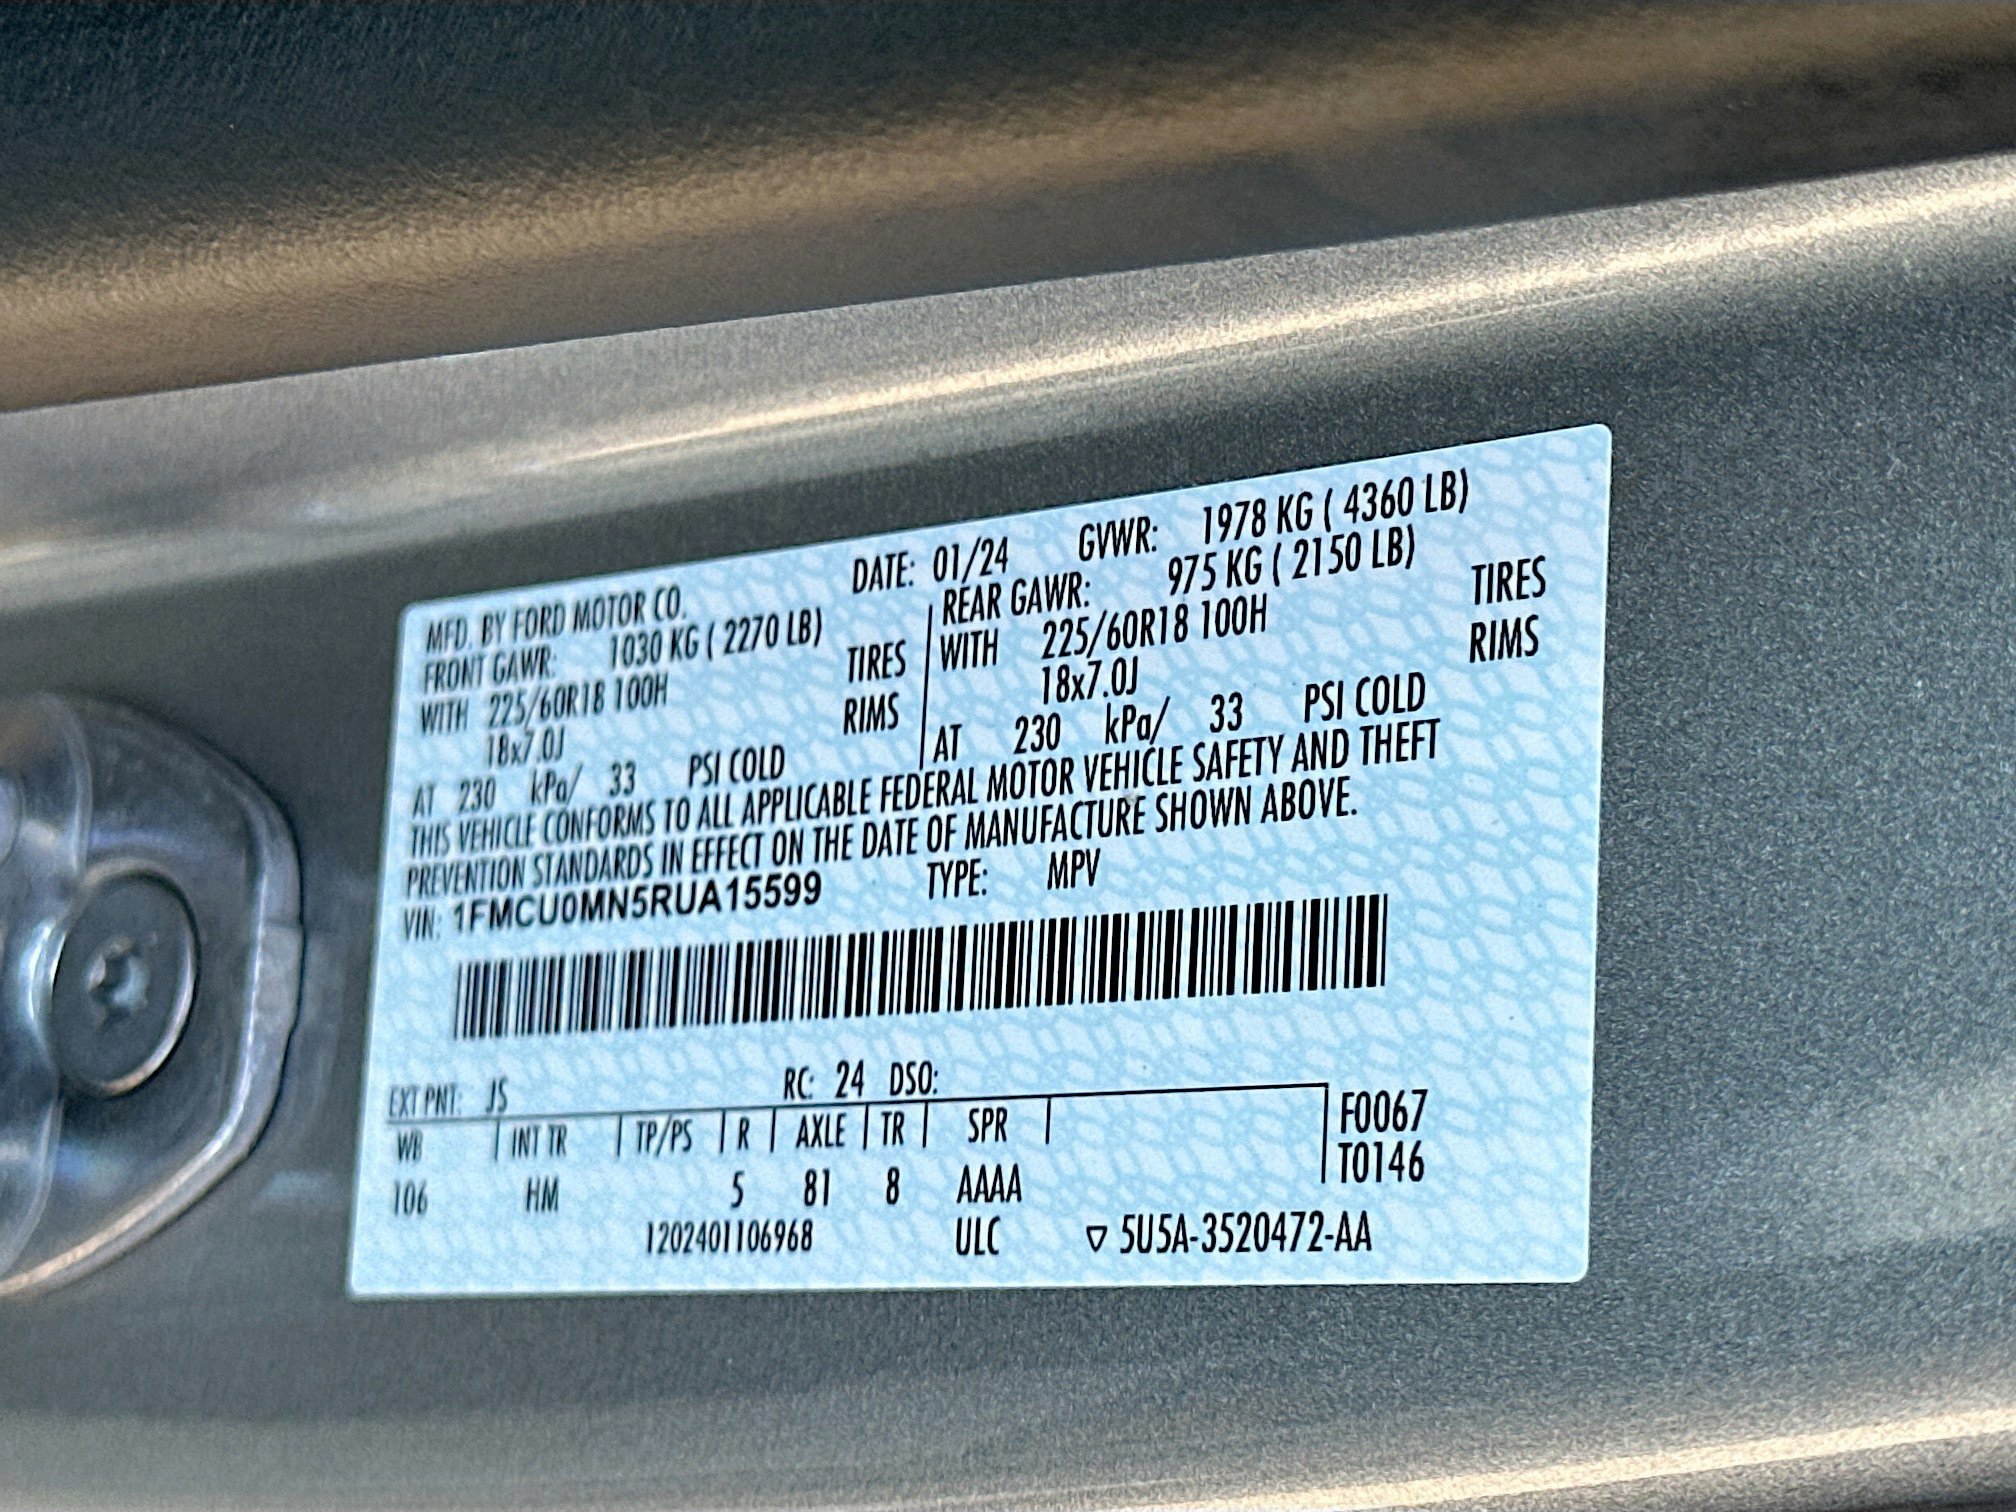 MFD. BY FORD MOTOR CO. DATE: 01/24 GVWR: 1978 KG ( 4360 LB)
FRONT GAWR: 1030 KG ( 2270 LB) REAR GAWR: 975 KG ( 2150 LB)
WITH 225/60R18 100H TIRES WITH 225/60R18 100H TIRES
18x7.0J RIMS 18x7.0J RIMS
AT 230 kPa/ 33 PSI COLD AT 230 kPa/ 33 PSI COLD
THIS VEHICLE CONFORMS TO ALL APPLICABLE FEDERAL MOTOR VEHICLE SAFETY AND THEFT
PREVENTION STANDARDS IN EFFECT ON THE DATE OF MANUFACTURE SHOWN ABOVE.
VIN: 1FMCU0MN5RUA15599 TYPE: MPV
EXT PNT: JS RC: 24 DSO:
WB INT TR TP/PS R AXLE TR SPR F0067
106 HM 5 81 8 AAAA T0146
1202401106968 ULC ▽ 5U5A-3520472-AA